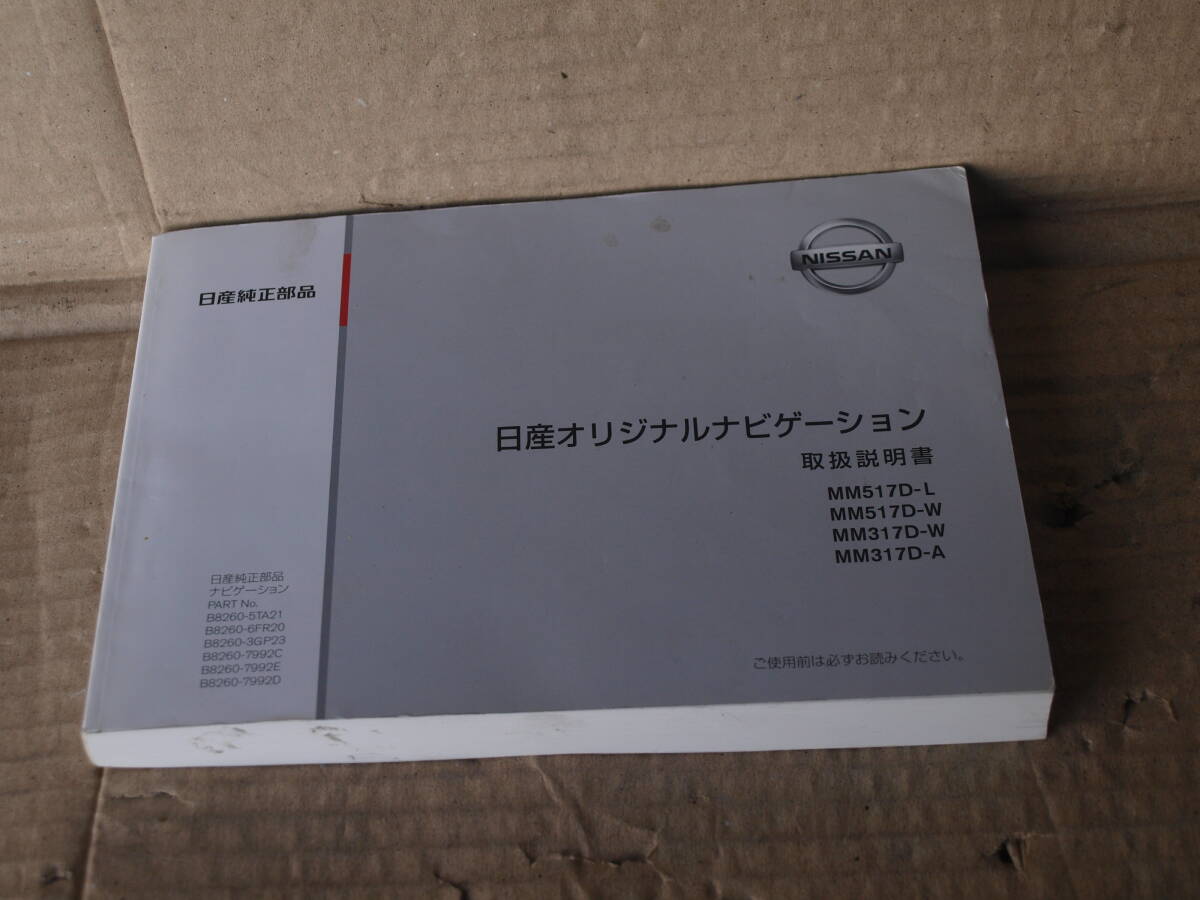 日産純正部品
NISSAN
日産オリジナルナビゲーション
取扱説明書
MM517D-L
MM517D-W
MM317D-W
MM317D-A
日産純正部品
ナビゲーション
PART No.
B8260-5TA21
B8260-6FR20
B8260-3GP23
B8260-7992C
B8260-7992E
B8260-7992D
ご使用前は必ずお読みください。